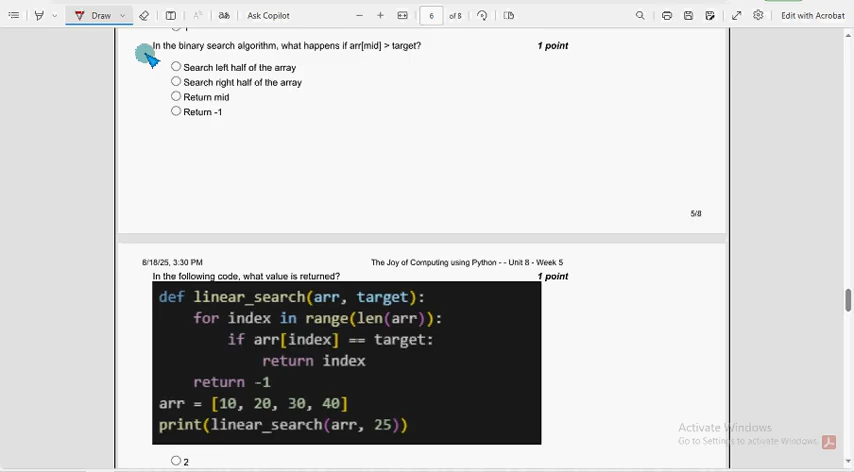 Draw
Ask Copilot
6 of 8
Edit with Acrobat
In the binary search algorithm, what happens if arr[mid] > target?
1 point
Search left half of the array
Search right half of the array
Return mid
Return -1
5/8
8/18/25, 3:30 PM
The Joy of Computing using Python - - Unit 8 - Week 5
In the following code, what value is returned?
1 point
def linear_search(arr, target):
    for index in range(len(arr)):
        if arr[index] == target:
            return index
    return -1
arr = [10, 20, 30, 40]
print(linear_search(arr, 25))
2
Activate Windows
Go to Settings to activate Windows.